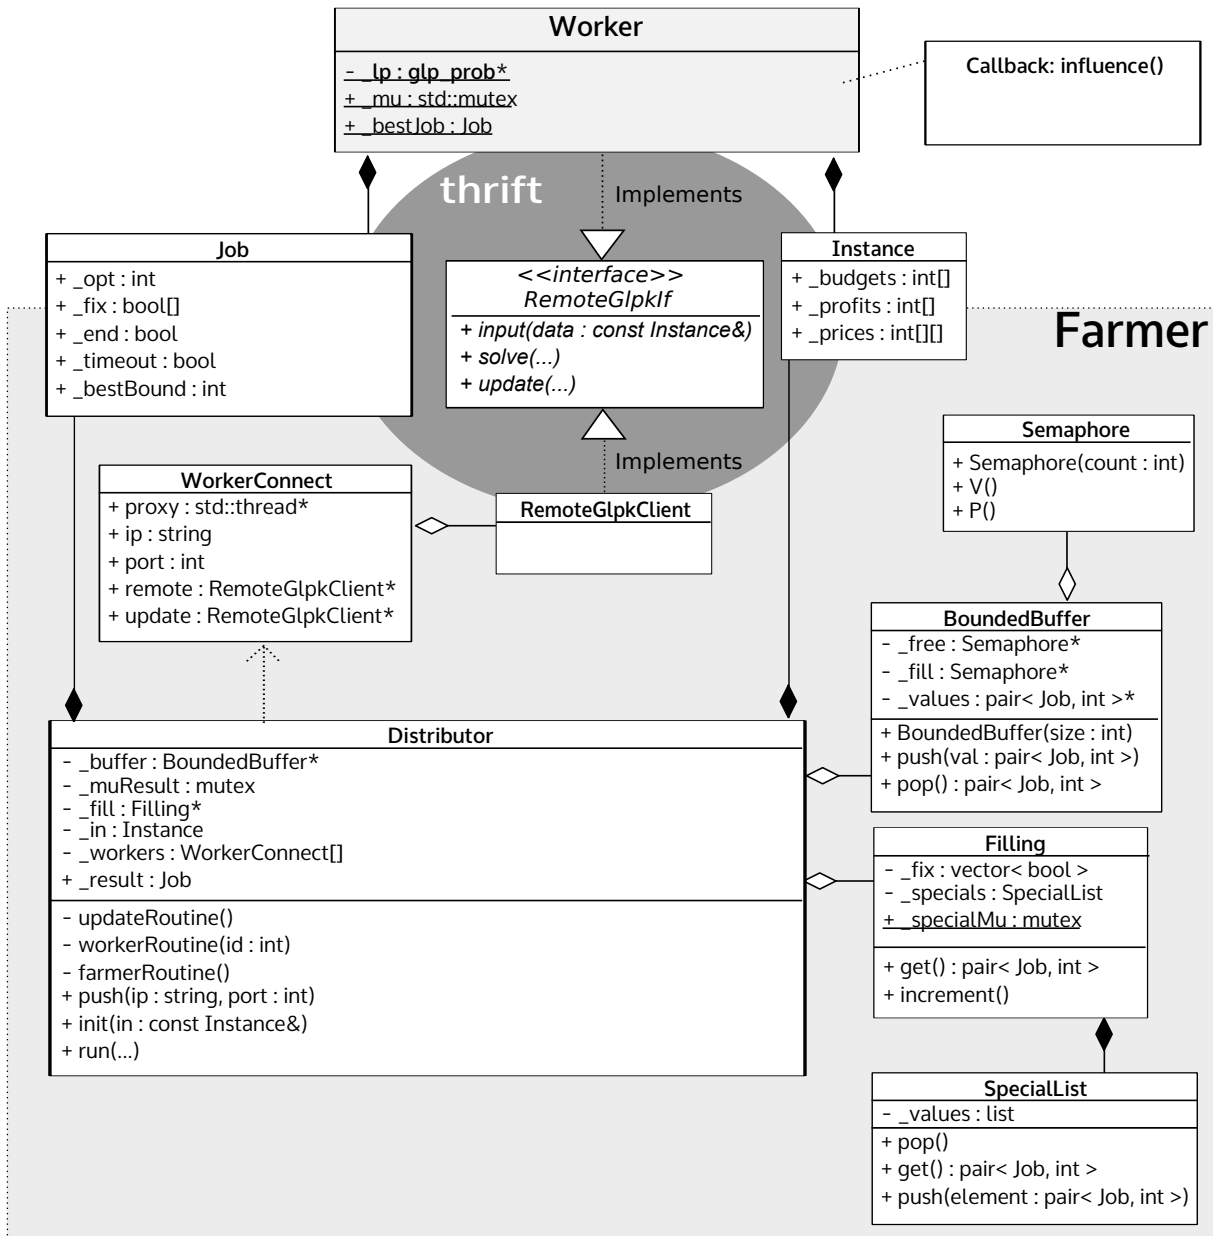 Worker
- _lp : glp_prob*
+ _mu : std::mutex
+ _bestJob : Job
Callback: influence()
thrift
Implements
Job
+ _opt : int
+ _fix : bool[]
+ _end : bool
+ _timeout : bool
+ _bestBound : int
<<interface>>
RemoteGlpkIf
+ input(data : const Instance&)
+ solve(...)
+ update(...)
Instance
+ _budgets : int[]
+ _profits : int[]
+ _prices : int[][]
Farmer
Implements
Semaphore
+ Semaphore(count : int)
+ V()
+ P()
WorkerConnect
+ proxy : std::thread*
+ ip : string
+ port : int
+ remote : RemoteGlpkClient*
+ update : RemoteGlpkClient*
RemoteGlpkClient
BoundedBuffer
- _free : Semaphore*
- _fill : Semaphore*
- _values : pair< Job, int >*
+ BoundedBuffer(size : int)
+ push(val : pair< Job, int >)
+ pop() : pair< Job, int >
Distributor
- _buffer : BoundedBuffer*
- _muResult : mutex
- _fill : Filling*
- _in : Instance
- _workers : WorkerConnect[]
+ _result : Job
- updateRoutine()
- workerRoutine(id : int)
- farmerRoutine()
+ push(ip : string, port : int)
+ init(in : const Instance&)
+ run(...)
Filling
- _fix : vector< bool >
- _specials : SpecialList
+ _specialMu : mutex
+ get() : pair< Job, int >
+ increment()
SpecialList
- _values : list
+ pop()
+ get() : pair< Job, int >
+ push(element : pair< Job, int >)